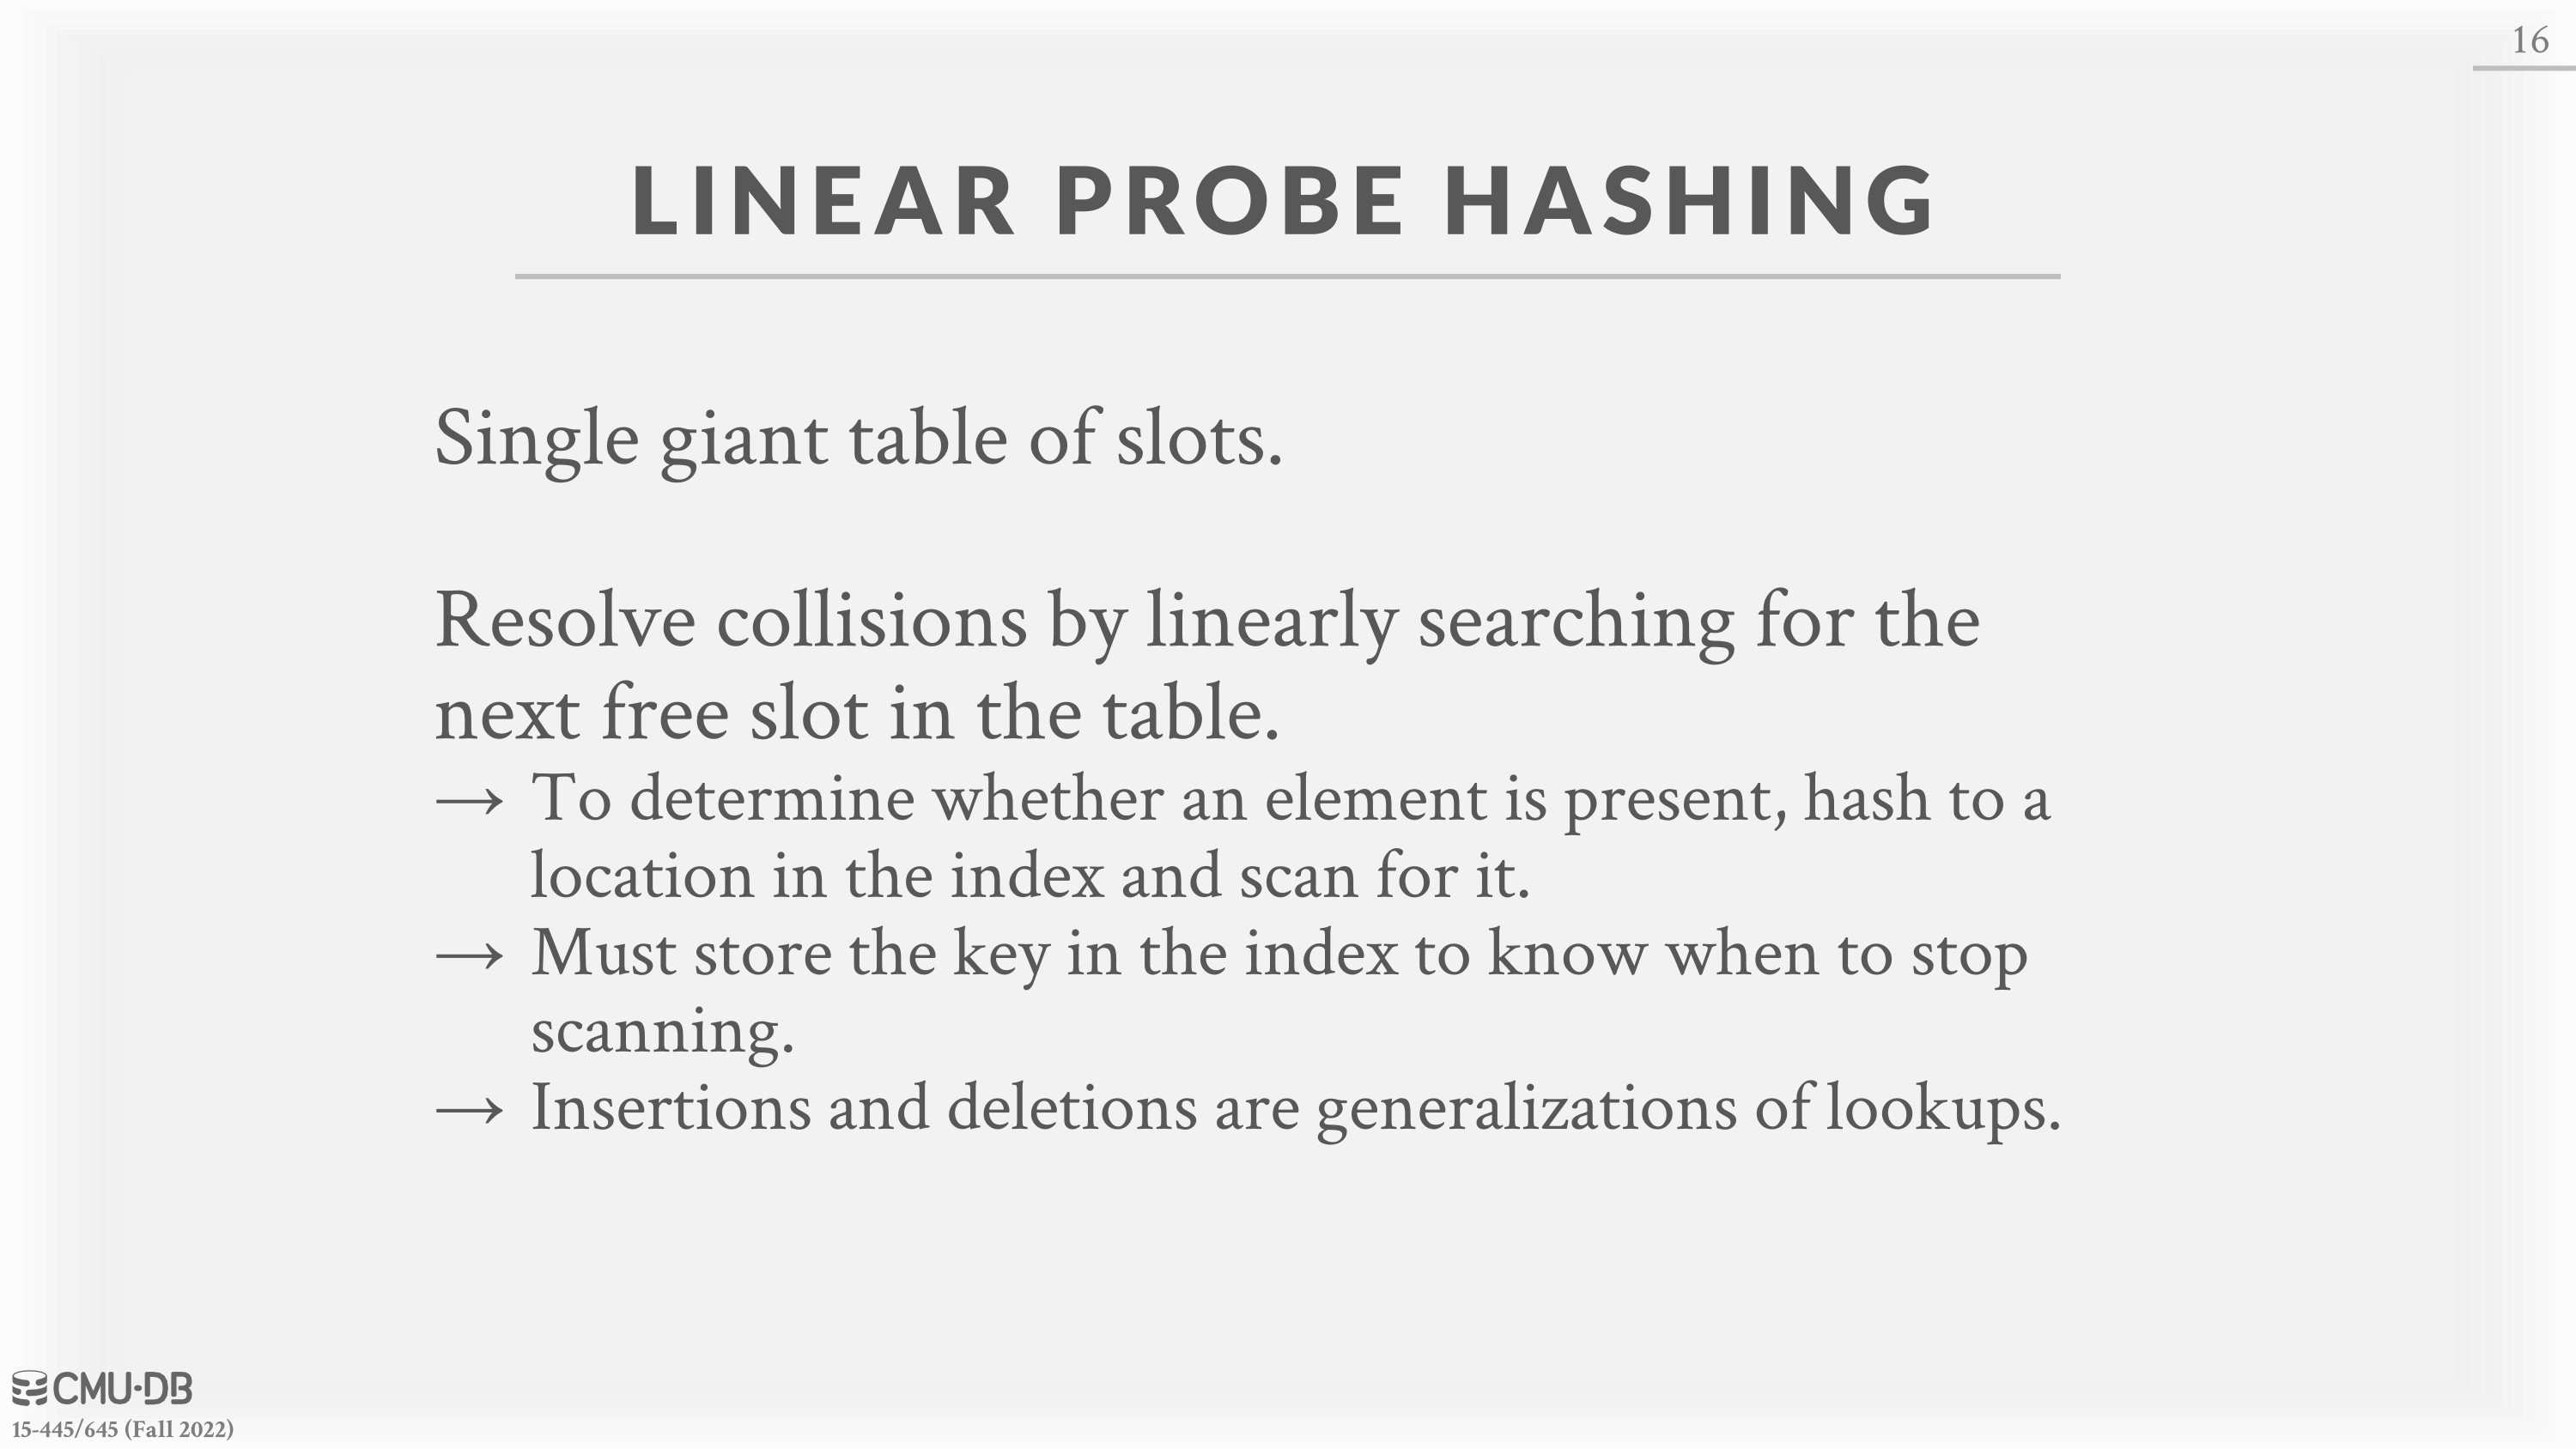 16
LINEAR PROBE HASHING
Single giant table of slots.
Resolve collisions by linearly searching for the
next free slot in the table.
→ To determine whether an element is present, hash to a
location in the index and scan for it.
→ Must store the key in the index to know when to stop
scanning.
→ Insertions and deletions are generalizations of lookups.
CMU·DB
15-445/645 (Fall 2022)